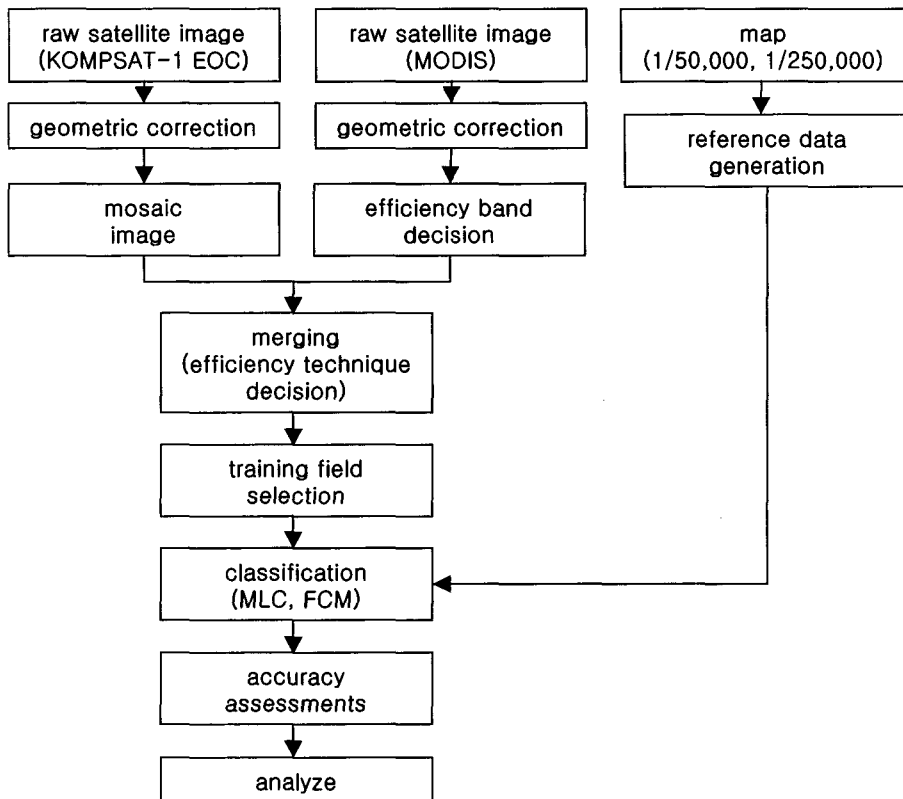 raw satellite image
(KOMPSAT-1 EOC)
raw satellite image
(MODIS)
map
(1/50,000, 1/250,000)
geometric correction
geometric correction
reference data
generation
mosaic
image
efficiency band
decision
merging
(efficiency technique
decision)
training field
selection
classification
(MLC, FCM)
accuracy
assessments
analyze